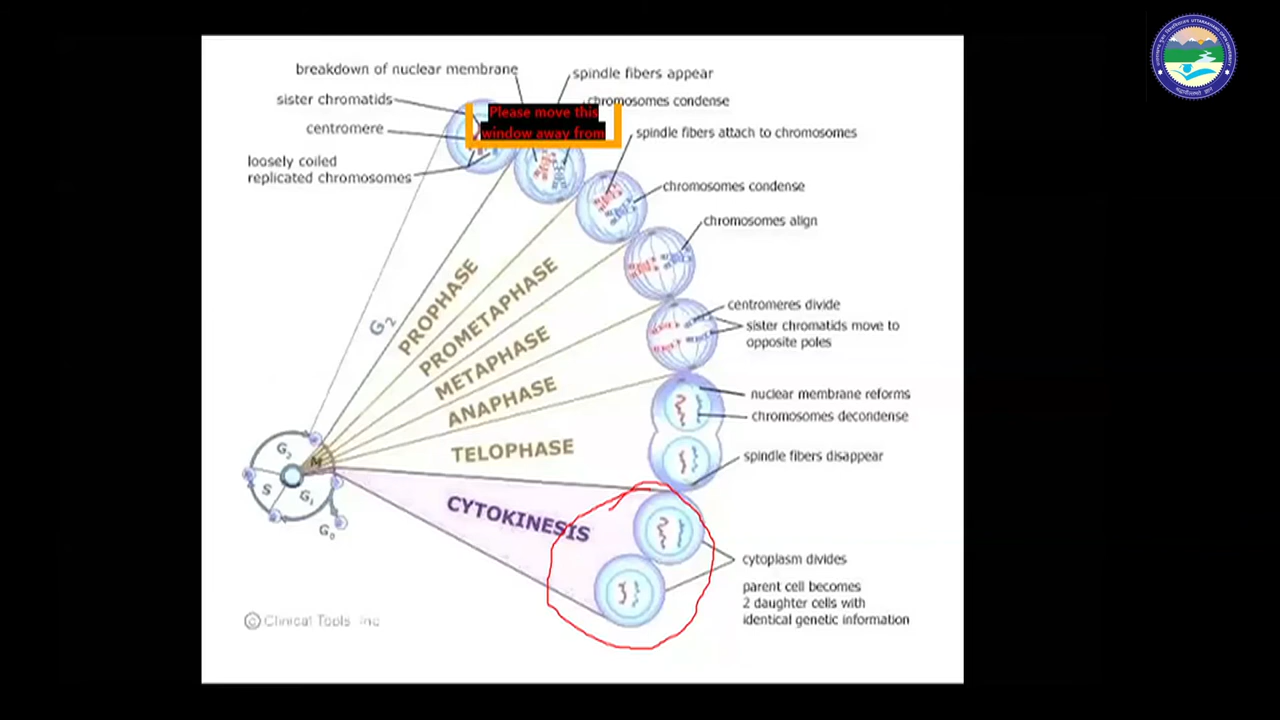 breakdown of nuclear membrane
spindle fibers appear
sister chromatids
chromosomes condense
Please move this
window away from
centromere
spindle fibers attach to chromosomes
loosely coiled
replicated chromosomes
chromosomes condense
chromosomes align
G2
PROPHASE
PROMETAPHASE
METAPHASE
ANAPHASE
TELOPHASE
CYTOKINESIS
centromeres divide
sister chromatids move to
opposite poles
nuclear membrane reforms
chromosomes decondense
spindle fibers disappear
G2
M
S
G1
G0
cytoplasm divides
parent cell becomes
2 daughter cells with
identical genetic information
© Clinical Tools, Inc